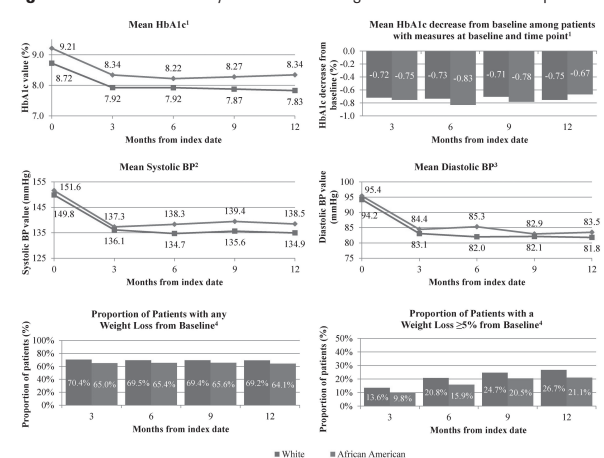 Mean HbA1c1
HbA1c value (%)
9.0
8.0
7.0
9.21
8.34
8.22
8.27
8.34
8.72
7.92
7.92
7.87
7.83
0 3 6 9 12
Months from index date
Mean HbA1c decrease from baseline among patients
with measures at baseline and time point1
HbA1c decrease from
baseline (%)
0.0
-0.2
-0.4
-0.6
-0.8
-1.0
-0.72 -0.75 -0.73 -0.83 -0.71 -0.78 -0.75 -0.67
3 6 9 12
Months from index date
Mean Systolic BP2
Systolic BP value (mmHg)
155
145
135
125
151.6
137.3
138.3
139.4
138.5
149.8
136.1
134.7
135.6
134.9
0 3 6 9 12
Months from index date
Mean Diastolic BP3
Diastolic BP value
(mmHg)
100
95
90
85
80
75
95.4
84.4
85.3
82.9
83.5
94.2
83.1
82.0
82.1
81.8
0 3 6 9 12
Months from index date
Proportion of Patients with any
Weight Loss from Baseline4
Proportion of patients (%)
100%
80%
60%
40%
20%
0%
70.4% 65.0% 69.5% 65.4% 69.4% 65.6% 69.2% 64.1%
3 6 9 12
Months from index date
Proportion of Patients with a
Weight Loss ≥5% from Baseline4
Proportion of patients (%)
50%
40%
30%
20%
10%
0%
13.6% 9.8% 20.8% 15.9% 24.7% 20.5% 26.7% 21.1%
3 6 9 12
Months from index date
White African American